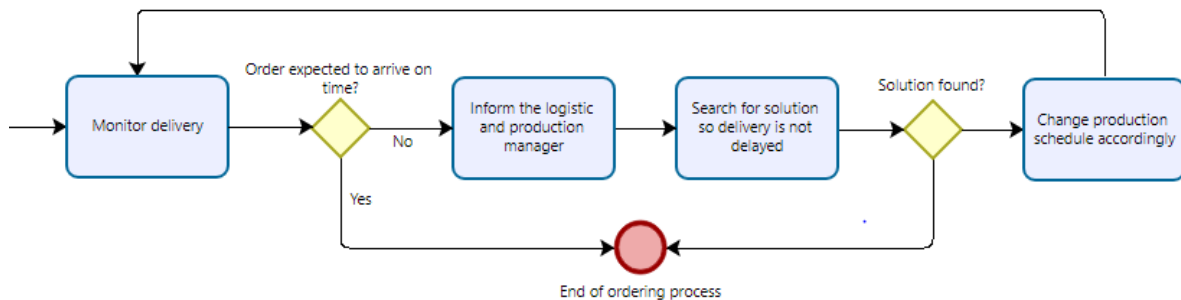 Order expected to arrive on
time?
Solution found?
Monitor delivery
Inform the logistic
and production
manager
Search for solution
so delivery is not
delayed
Change production
schedule accordingly
No
Yes
End of ordering process